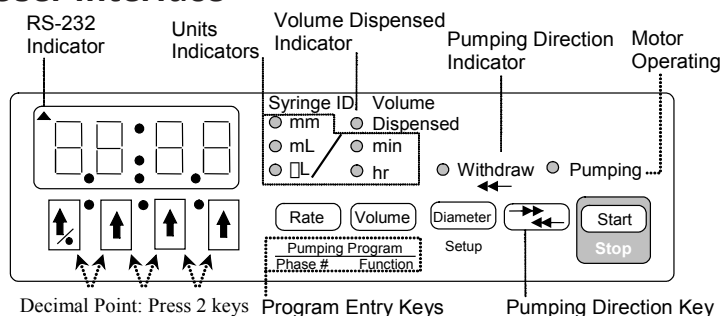 RS-232
Indicator
Units
Indicators
Volume Dispensed
Indicator
Pumping Direction
Indicator
Motor
Operating
Syringe ID
Volume
Dispensed
mm
mL
▯L/
min
hr
Withdraw
Pumping
Rate
Volume
Diameter
Start
Stop
Setup
Pumping Program
Phase # Function
Decimal Point: Press 2 keys
Program Entry Keys
Pumping Direction Key